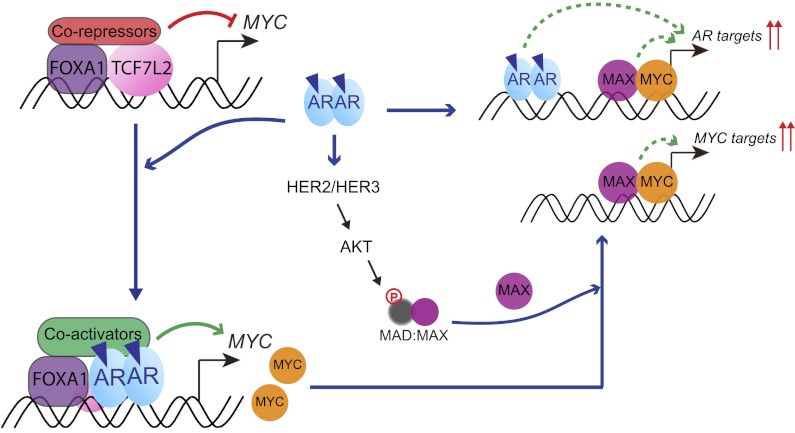 Co-repressors
MYC
FOXA1
TCF7L2
AR AR
AR AR
MAX
MYC
AR targets
MYC targets
MAX
MYC
HER2/HER3
AKT
P
MAD:MAX
MAX
Co-activators
MYC
FOXA1
AR AR
MYC
MYC